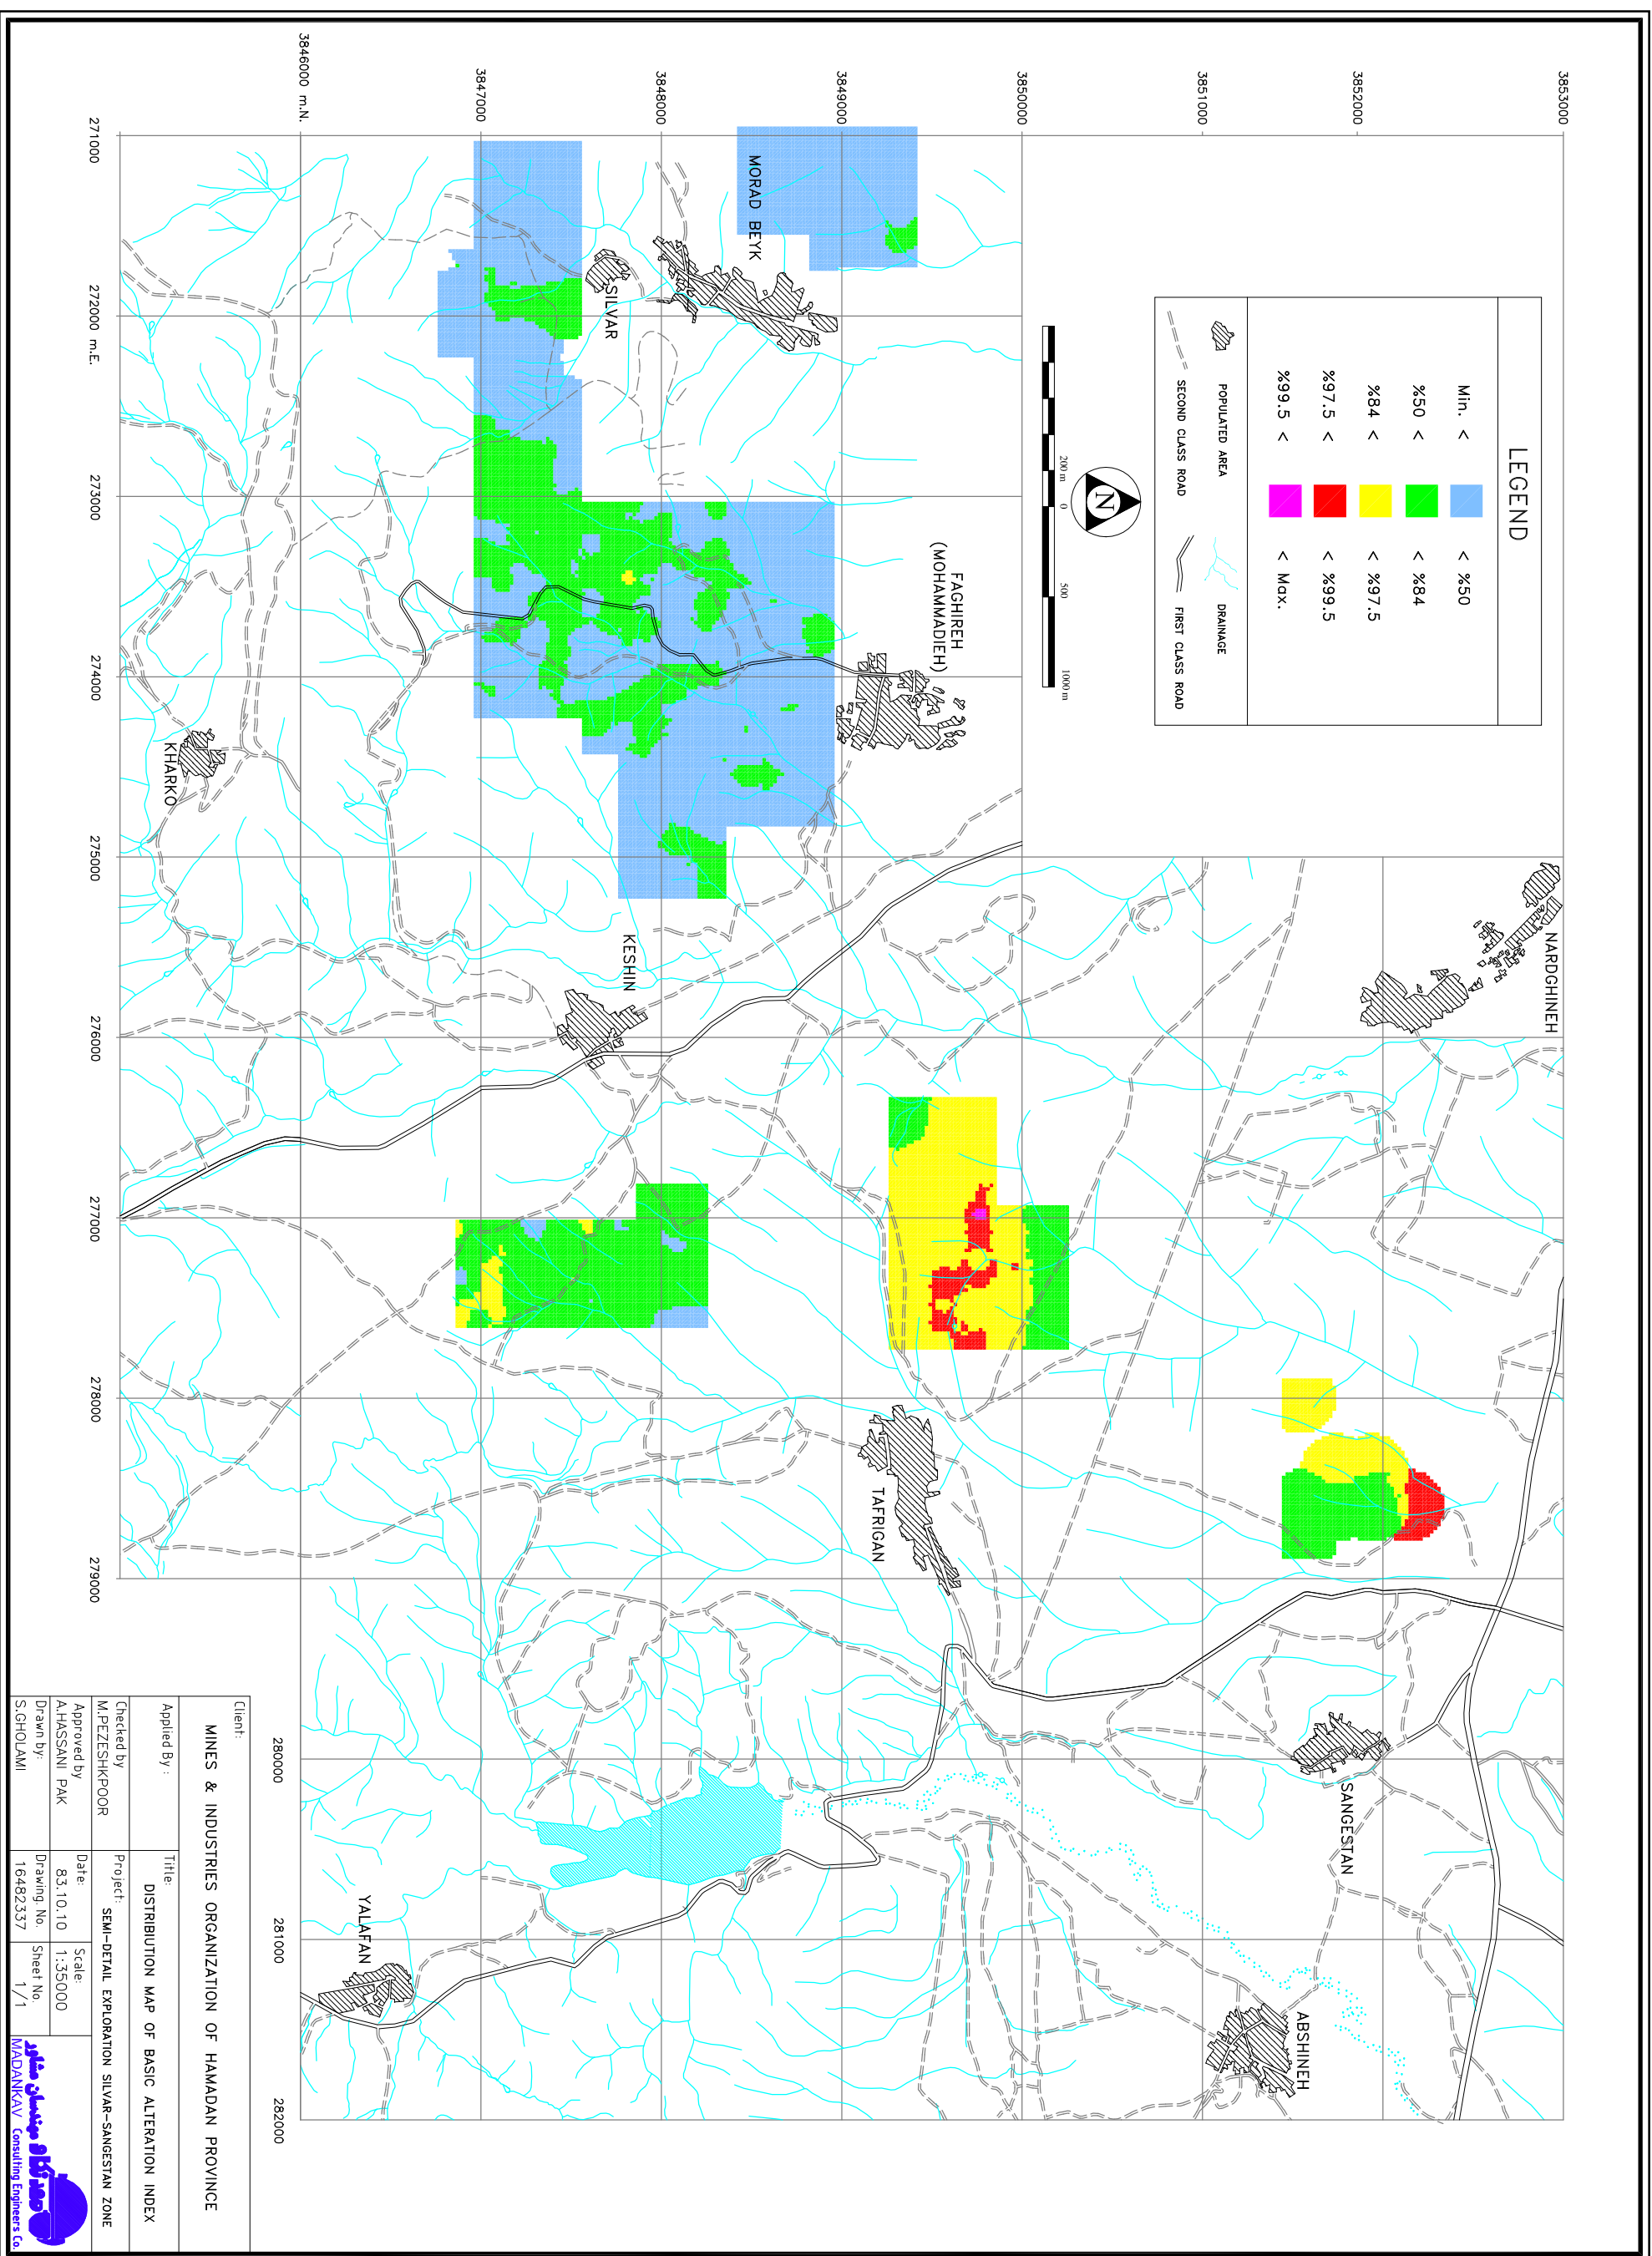 LEGEND
Min. < < %50
%50 < < %84
%84 < < %97.5
%97.5 < < %99.5
%99.5 < < Max.
POPULATED AREA
DRAINAGE
SECOND CLASS ROAD
FIRST CLASS ROAD
N
200 m 0 500 1000 m
3853000
3852000
3851000
3850000
3849000
3848000
3847000
3846000 m.N.
271000
272000 m.E.
273000
274000
275000
276000
277000
278000
279000
280000
281000
282000
NARDGHINEH
MORAD BEYK
SILVAR
FAGHIREH
(MOHAMMADIEH)
KHARKO
KESHIN
TAFRIGAN
SANGESTAN
ABSHINEH
YALAFAN
Client:
MINES & INDUSTRIES ORGANIZATION OF HAMADAN PROVINCE
Applied By :
Title:
DISTRIBIUTION MAP OF BASIC ALTERATION INDEX
Checked by
M.PEZESHKPOOR
Project:
SEMI-DETAIL EXPLORATION SILVAR-SANGESTAN ZONE
Approved by
A.HASSANI PAK
Date:
83.10.10
Scale:
1:35000
Drawn by:
S.GHOLAMI
Drawing No.
16482337
Sheet No.
1/1
مهندسان مشاور
MADANKAV Consulting Engineers Co.